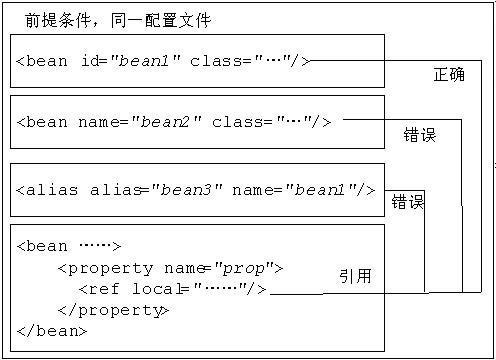 前提条件，同一配置文件
<bean id="bean1" class="…"/>
正确
<bean name="bean2" class="…"/>
错误
<alias alias="bean3" name="bean1"/>
错误
<bean ……>
<property name="prop">
<ref local="……"/>
引用
</property>
</bean>